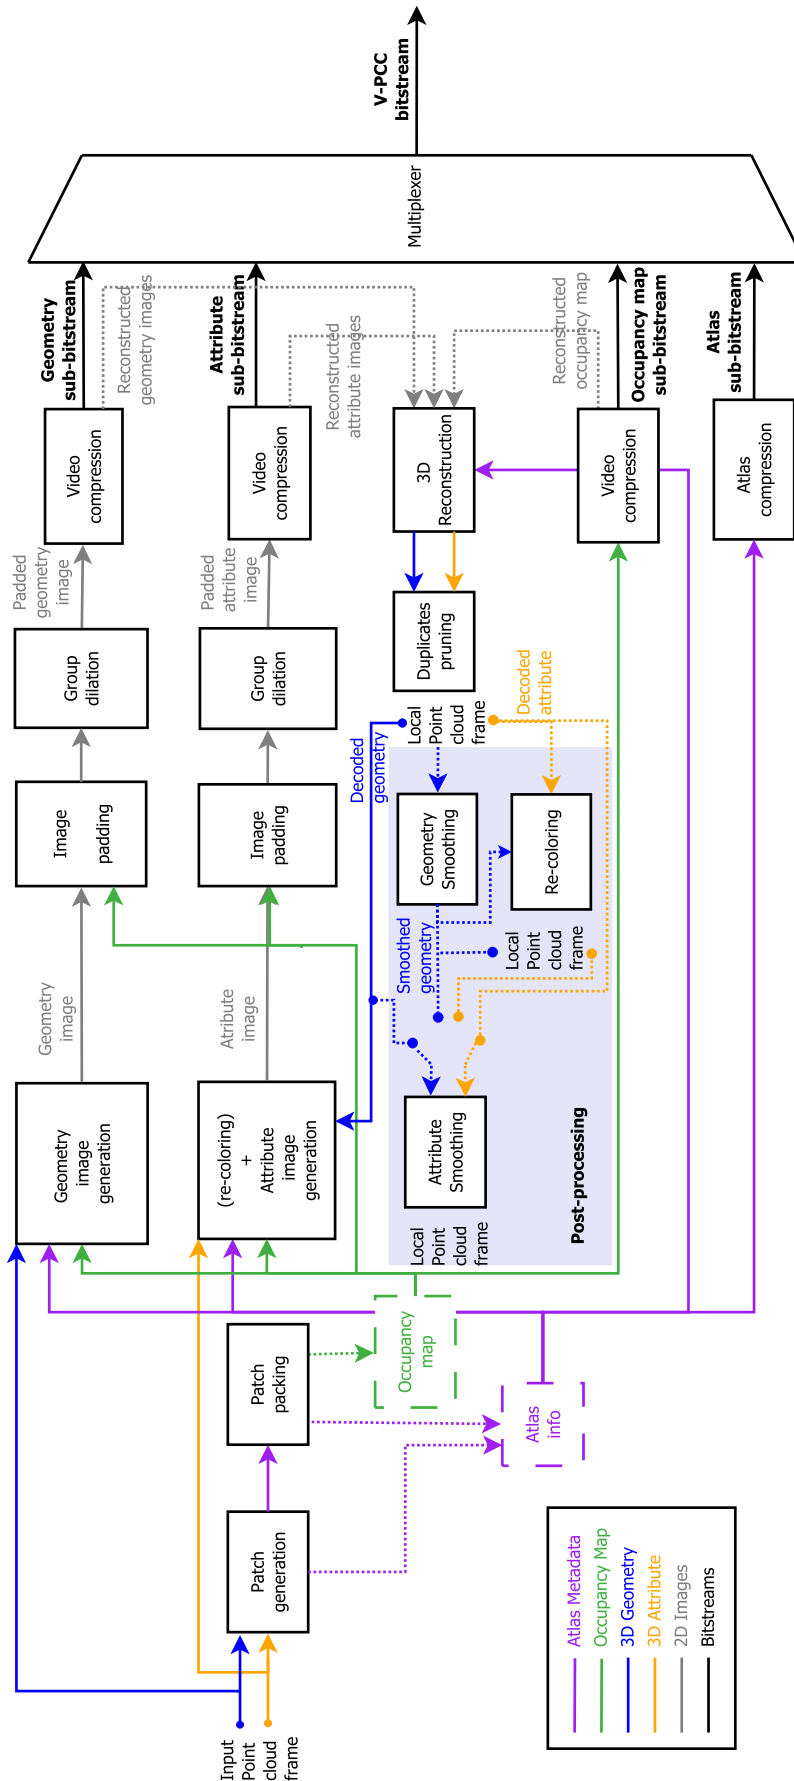 Input
Point
cloud
frame
Patch
generation
Patch
packing
Occupancy
map
Atlas
info
Geometry
image
generation
(re-coloring)
+
Attribute
image
generation
Geometry
image
Atribute
image
Image
padding
Image
padding
Group
dilation
Group
dilation
Padded
geometry
image
Padded
attribute
image
Video
compression
Video
compression
Geometry
sub-bitstream
Reconstructed
geometry images
Attribute
sub-bitstream
Reconstructed
attribute images
3D
Reconstruction
Duplicates
pruning
Local
Point
cloud
frame
Decoded
geometry
Decoded
attribute
Geometry
Smoothing
Re-coloring
Smoothed
geometry
Local
Point
cloud
frame
Attribute
Smoothing
Local
Point
cloud
frame
Post-processing
Video
compression
Reconstructed
occupancy map
Occupancy map
sub-bitstream
Atlas
compression
Atlas
sub-bitstream
Multiplexer
V-PCC
bitstream
Atlas Metadata
Occupancy Map
3D Geometry
3D Attribute
2D Images
Bitstreams